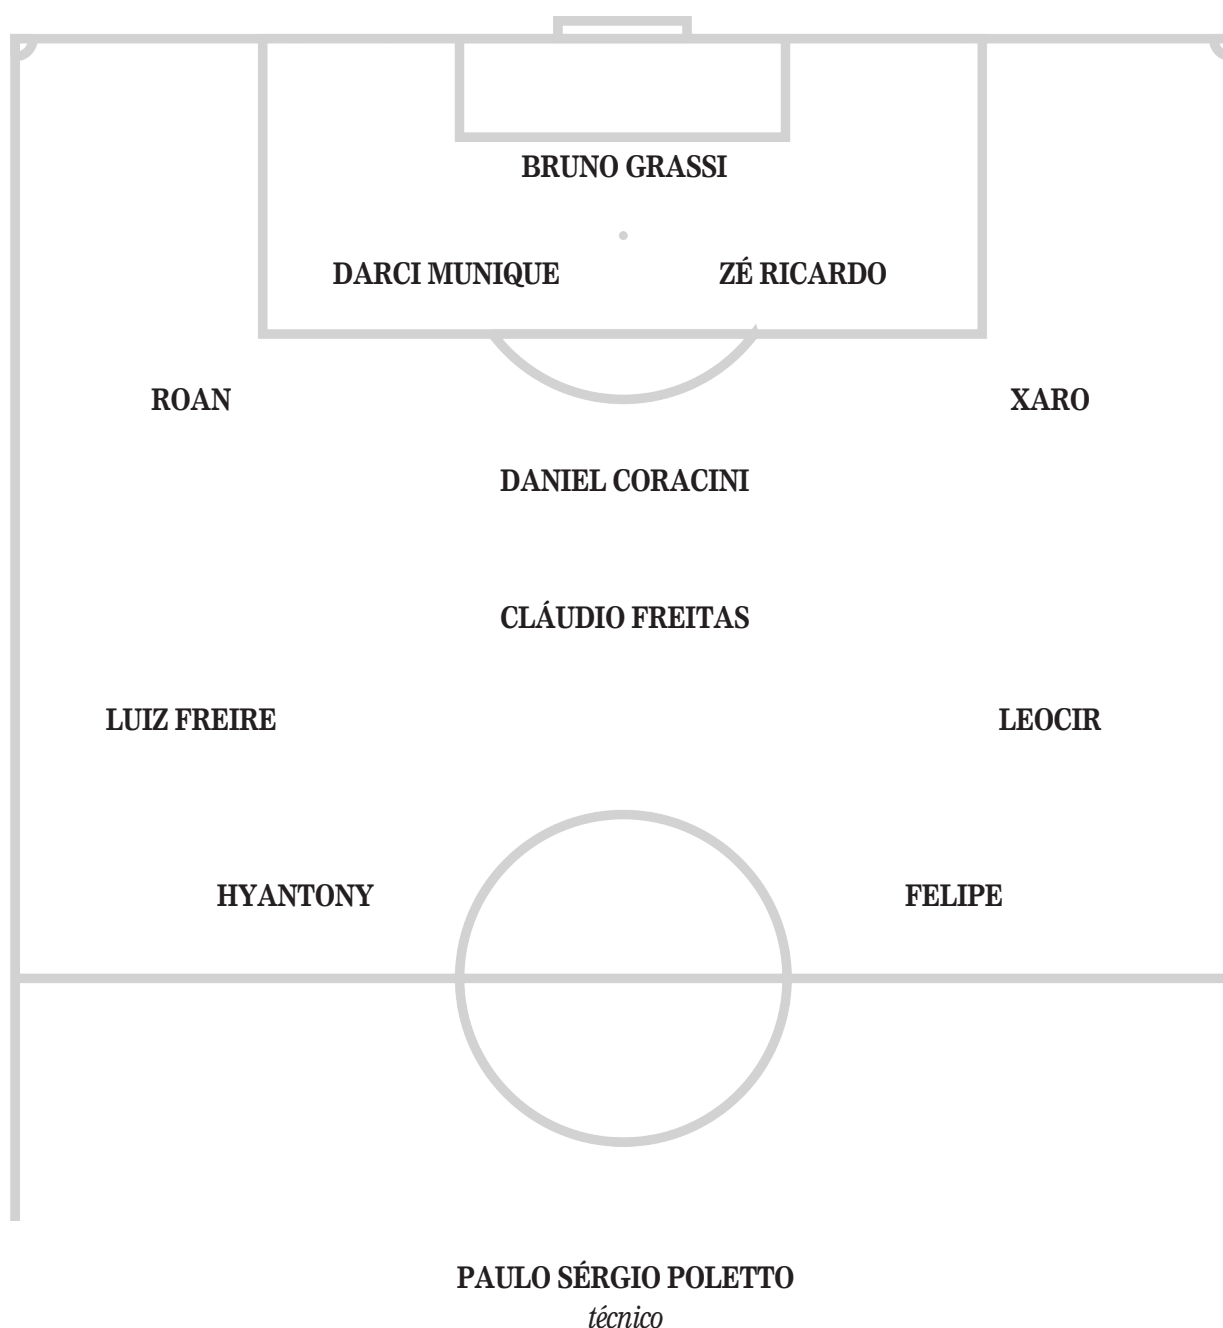 BRUNO GRASSI
DARCI MUNIQUE
ZÉ RICARDO
ROAN
XARO
DANIEL CORACINI
CLÁUDIO FREITAS
LUIZ FREIRE
LEOCIR
HYANTONY
FELIPE
PAULO SÉRGIO POLETTO
técnico